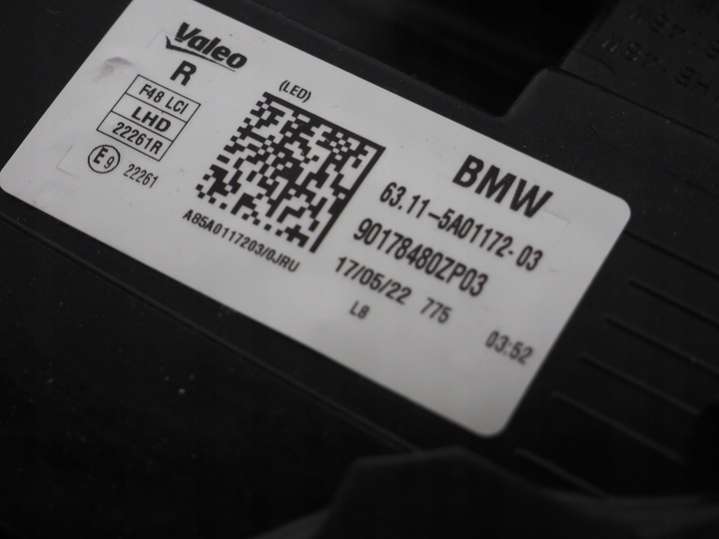 Valeo
R
(LED)
F48 LCI
LHD
22261R
E9 22261
A85A0117203/0JRU
BMW
63.11-5A01172-03
90178480ZP03
17/05/22 775
L8
03:52